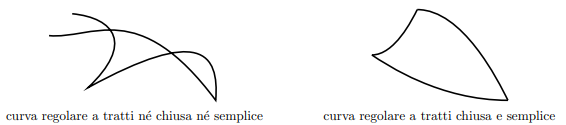 curva regolare a tratti né chiusa né semplice
curva regolare a tratti chiusa e semplice